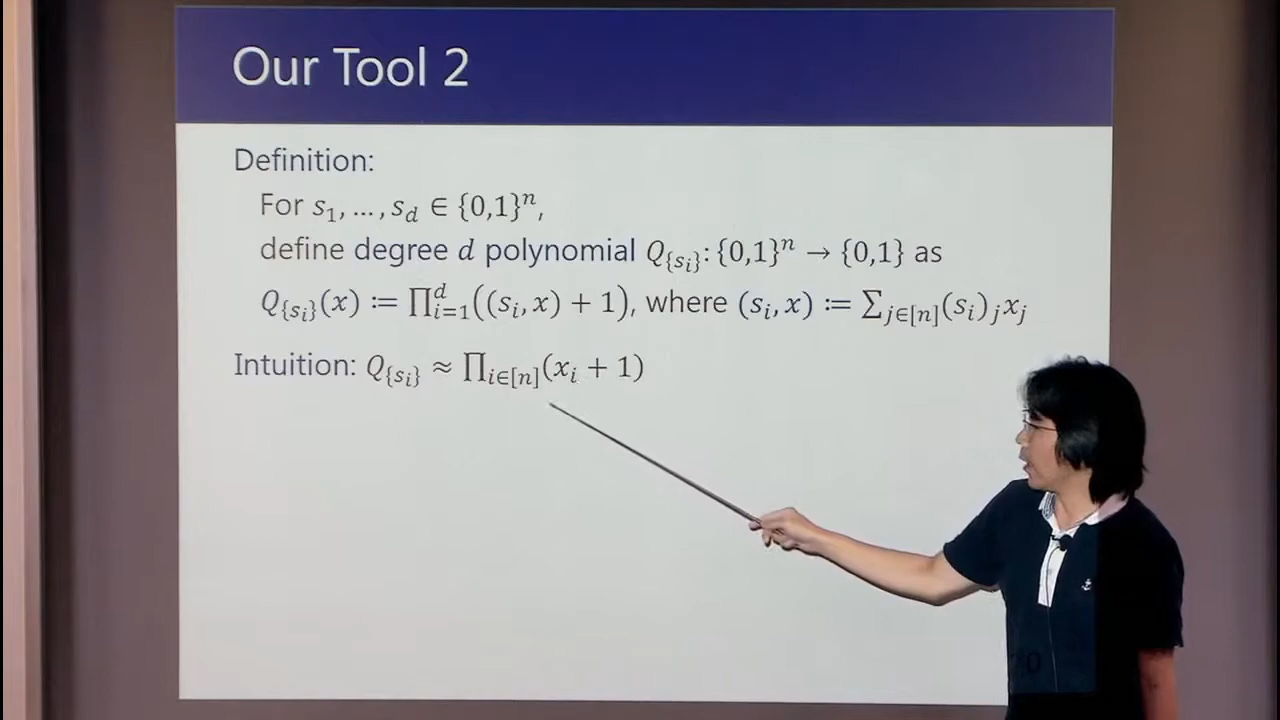 Our Tool 2
Definition:
For s₁, …, s_d ∈ {0,1}ⁿ,
define degree d polynomial Q_{s_i}: {0,1}ⁿ → {0,1} as
Q_{s_i}(x) ≔ ∏_{i=1}^{d}((s_i, x) + 1), where (s_i, x) ≔ ∑_{j∈[n]}(s_i)_j x_j
Intuition: Q_{s_i} ≈ ∏_{i∈[n]}(x_i + 1)